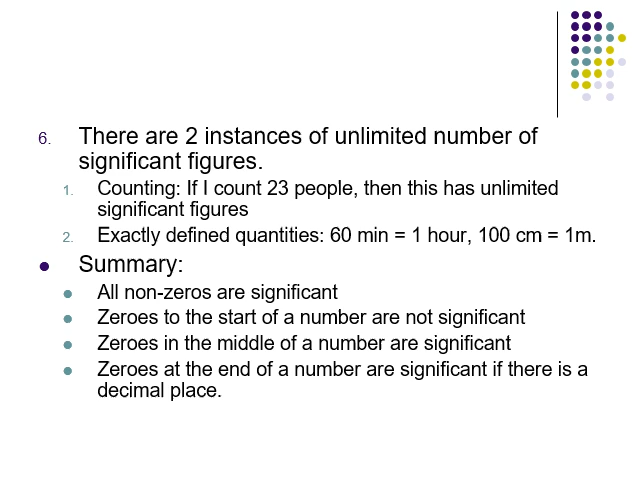 6. There are 2 instances of unlimited number of
significant figures.
1. Counting: If I count 23 people, then this has unlimited
significant figures
2. Exactly defined quantities: 60 min = 1 hour, 100 cm = 1m.
● Summary:
● All non-zeros are significant
● Zeroes to the start of a number are not significant
● Zeroes in the middle of a number are significant
● Zeroes at the end of a number are significant if there is a
decimal place.